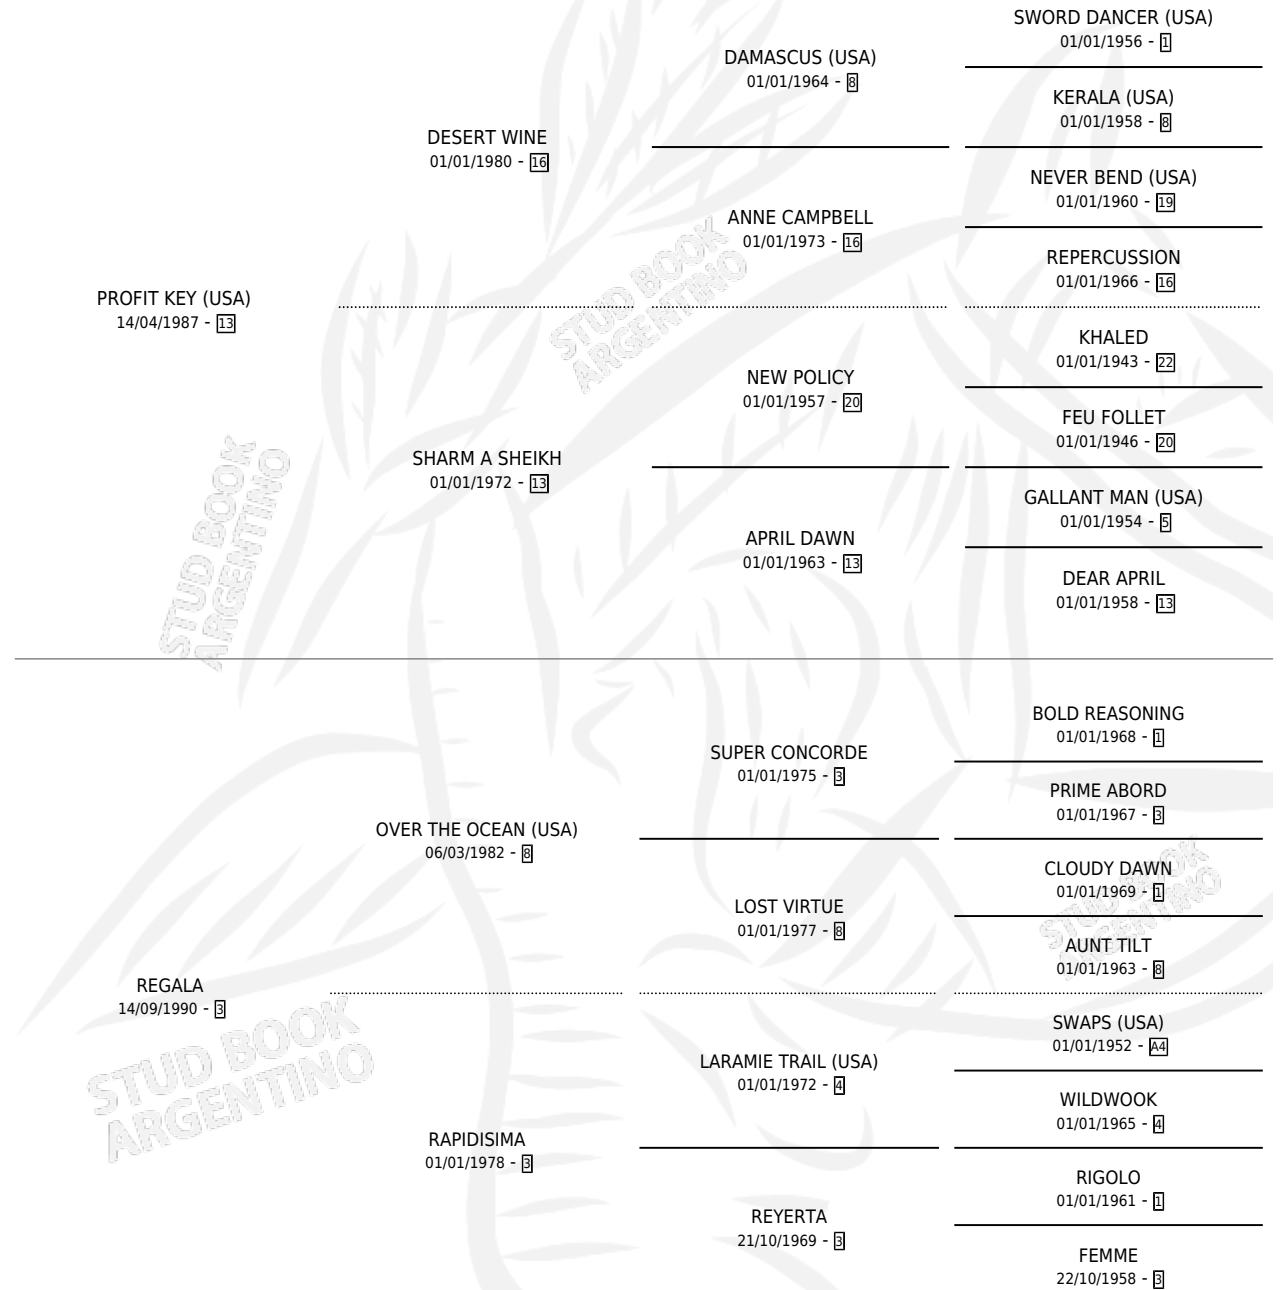 SWORD DANCER (USA)
01/01/1956 - 1
DAMASCUS (USA)
01/01/1964 - 8
KERALA (USA)
01/01/1958 - 8
DESERT WINE
01/01/1980 - 16
NEVER BEND (USA)
01/01/1960 - 19
ANNE CAMPBELL
01/01/1973 - 16
REPERCUSSION
01/01/1966 - 16
PROFIT KEY (USA)
14/04/1987 - 13
KHALED
01/01/1943 - 22
NEW POLICY
01/01/1957 - 20
FEU FOLLET
01/01/1946 - 20
SHARM A SHEIKH
01/01/1972 - 13
GALLANT MAN (USA)
01/01/1954 - 5
APRIL DAWN
01/01/1963 - 13
DEAR APRIL
01/01/1958 - 13
BOLD REASONING
01/01/1968 - 1
SUPER CONCORDE
01/01/1975 - 3
PRIME ABORD
01/01/1967 - 3
OVER THE OCEAN (USA)
06/03/1982 - 8
CLOUDY DAWN
01/01/1969 - 1
LOST VIRTUE
01/01/1977 - 8
AUNT TILT
01/01/1963 - 8
REGALA
14/09/1990 - 3
SWAPS (USA)
01/01/1952 - A4
LARAMIE TRAIL (USA)
01/01/1972 - 4
WILDWOOK
01/01/1965 - 4
RAPIDISIMA
01/01/1978 - 3
RIGOLO
01/01/1961 - 1
REYERTA
21/10/1969 - 3
FEMME
22/10/1958 - 3
STUD BOOK
ARGENTINO
STUD BOOK
ARGENTINO
STUD BOOK
ARGENTINO
STUD BOOK
ARGENTINO